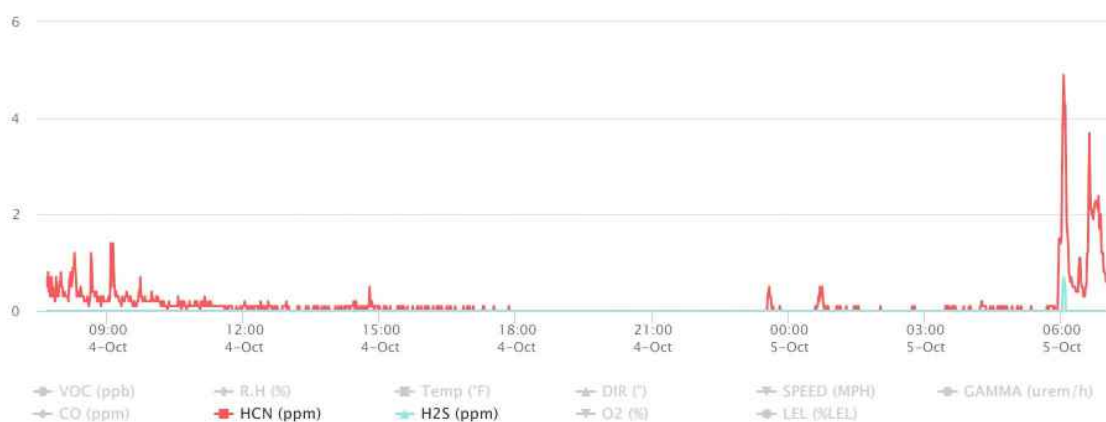 6
4
2
0
09:00 12:00 15:00 18:00 21:00 00:00 03:00 06:00
4-Oct 4-Oct 4-Oct 4-Oct 4-Oct 5-Oct 5-Oct 5-Oct
VOC (ppb) R.H (%) Temp (°F) DIR (°) SPEED (MPH) GAMMA (urem/h)
CO (ppm) HCN (ppm) H2S (ppm) O2 (%) LEL (%LEL)